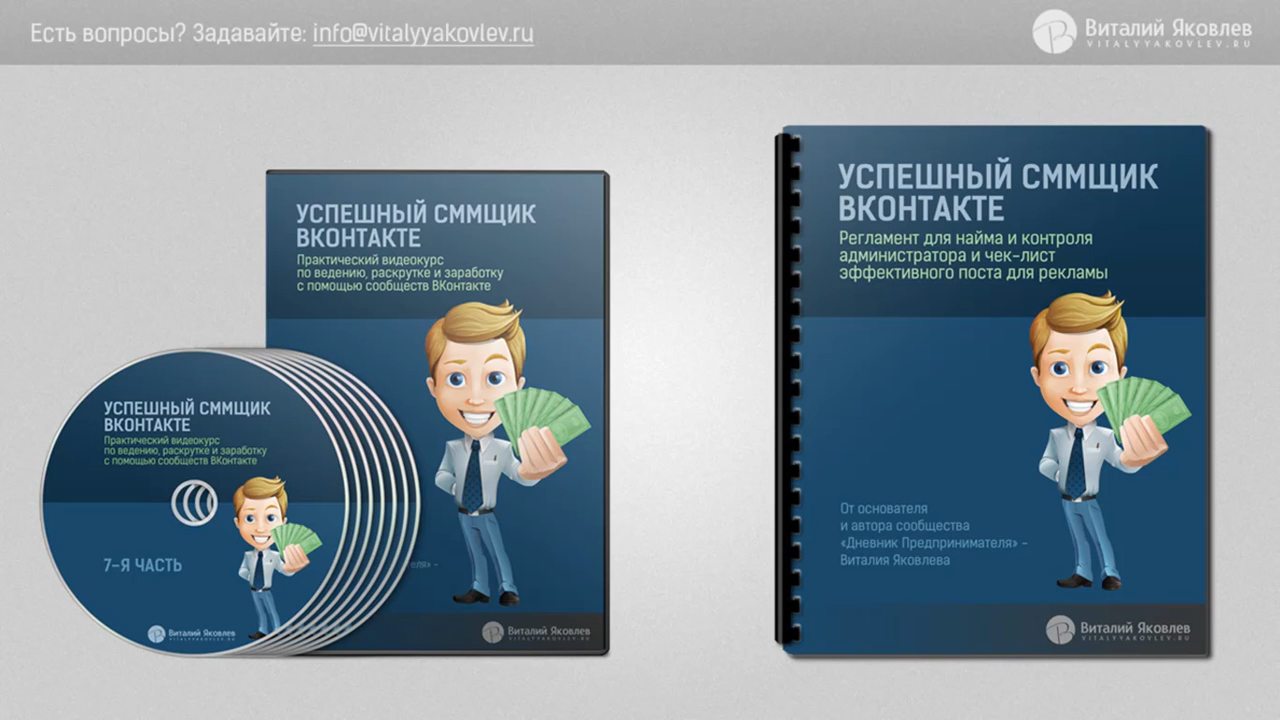 Есть вопросы? Задавайте: info@vitalyyakovlev.ru
Виталий Яковлев
VITALYYAKOVLEV.RU
УСПЕШНЫЙ СММЩИК
ВКОНТАКТЕ
Практический видеокурс
по ведению, раскрутке и заработку
с помощью сообществ ВКонтакте
Виталий Яковлев
VITALYYAKOVLEV.RU
УСПЕШНЫЙ СММЩИК
ВКОНТАКТЕ
Практический видеокурс
по ведению, раскрутке и заработку
с помощью сообществ ВКонтакте
7-Я ЧАСТЬ
Виталий Яковлев
VITALYYAKOVLEV.RU
УСПЕШНЫЙ СММЩИК
ВКОНТАКТЕ
Регламент для найма и контроля
администратора и чек-лист
эффективного поста для рекламы
От основателя
и автора сообщества
«Дневник Предпринимателя» -
Виталия Яковлева
Виталий Яковлев
VITALYYAKOVLEV.RU